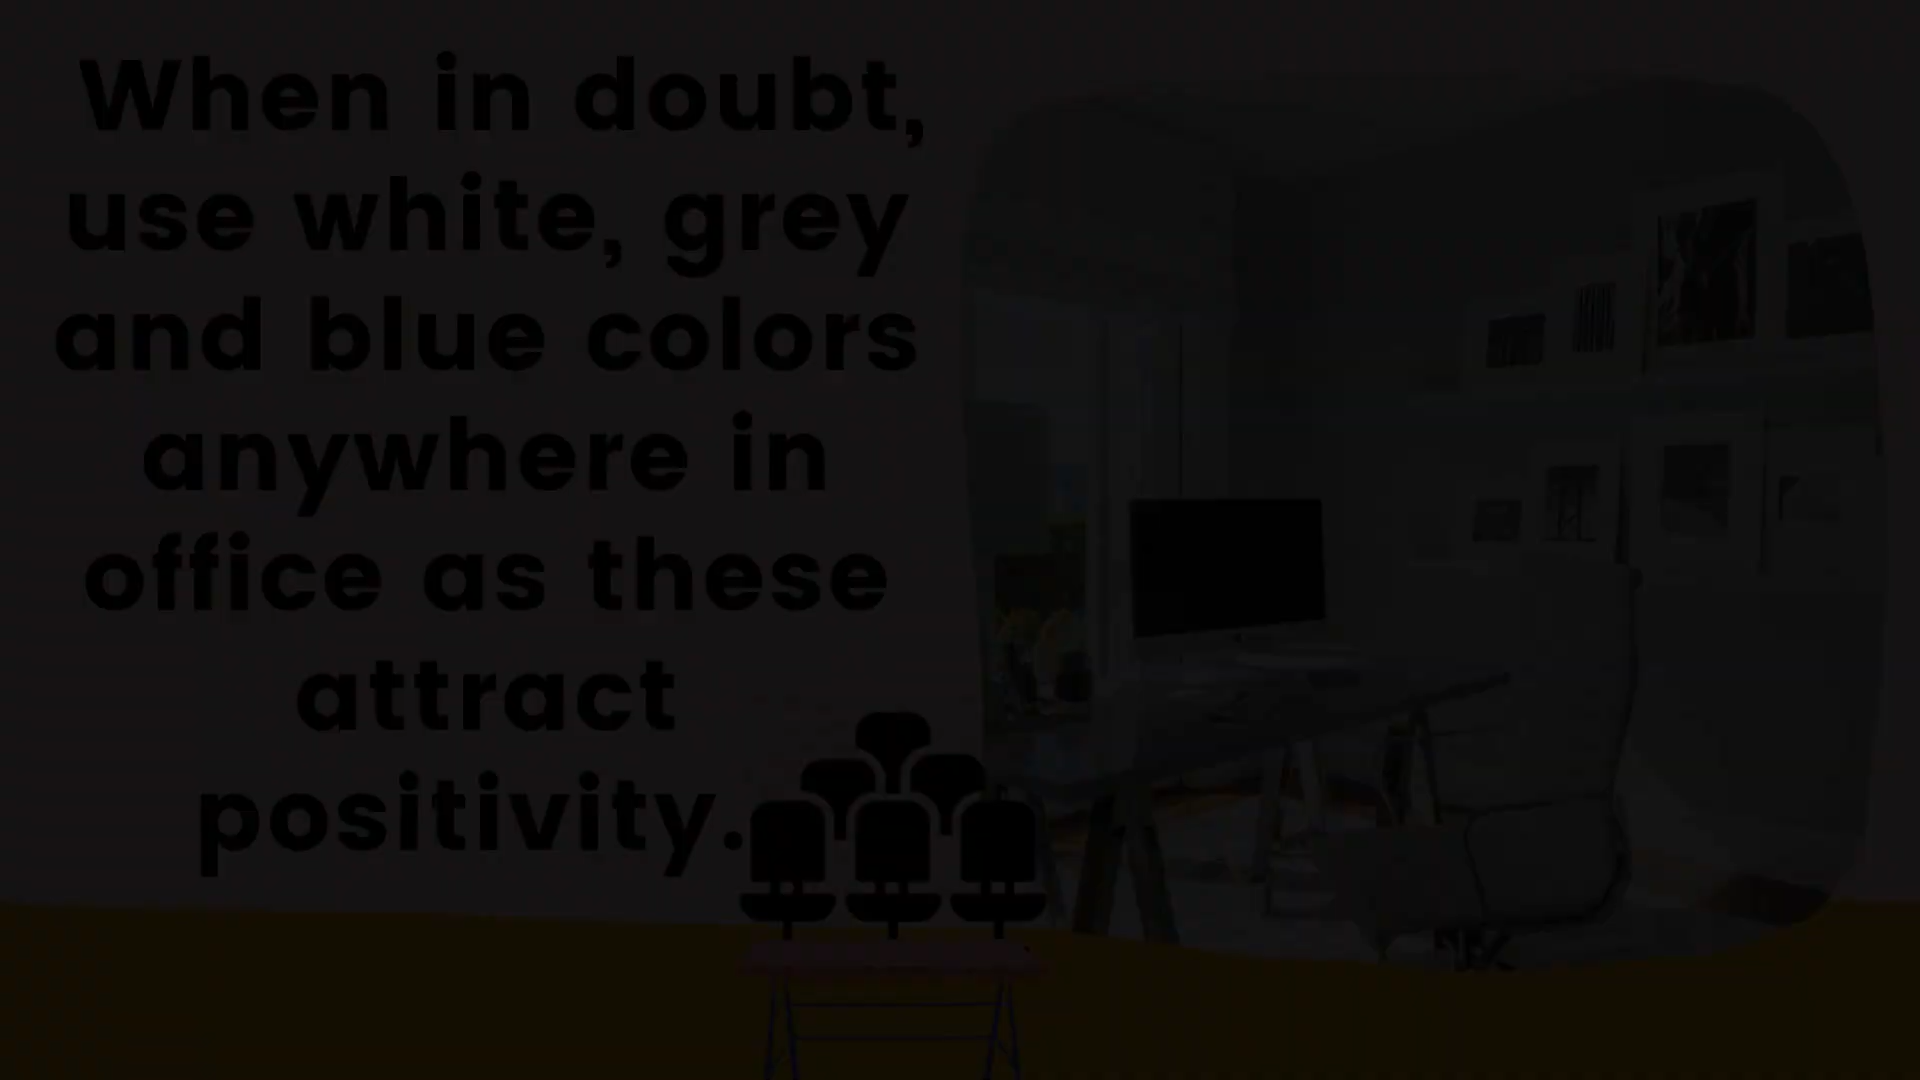 When in doubt,
use white, grey
and blue colors
anywhere in
office as these
attract
positivity.